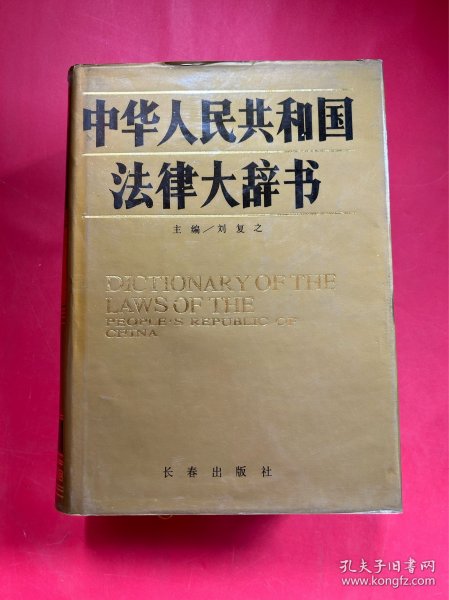 中华人民共和国
法律大辞书
主编／刘复之
DICTIONARY OF THE
LAWS OF THE
PEOPLE'S REPUBLIC OF
CHINA
长春出版社
孔夫子旧书网
www.kongfz.com